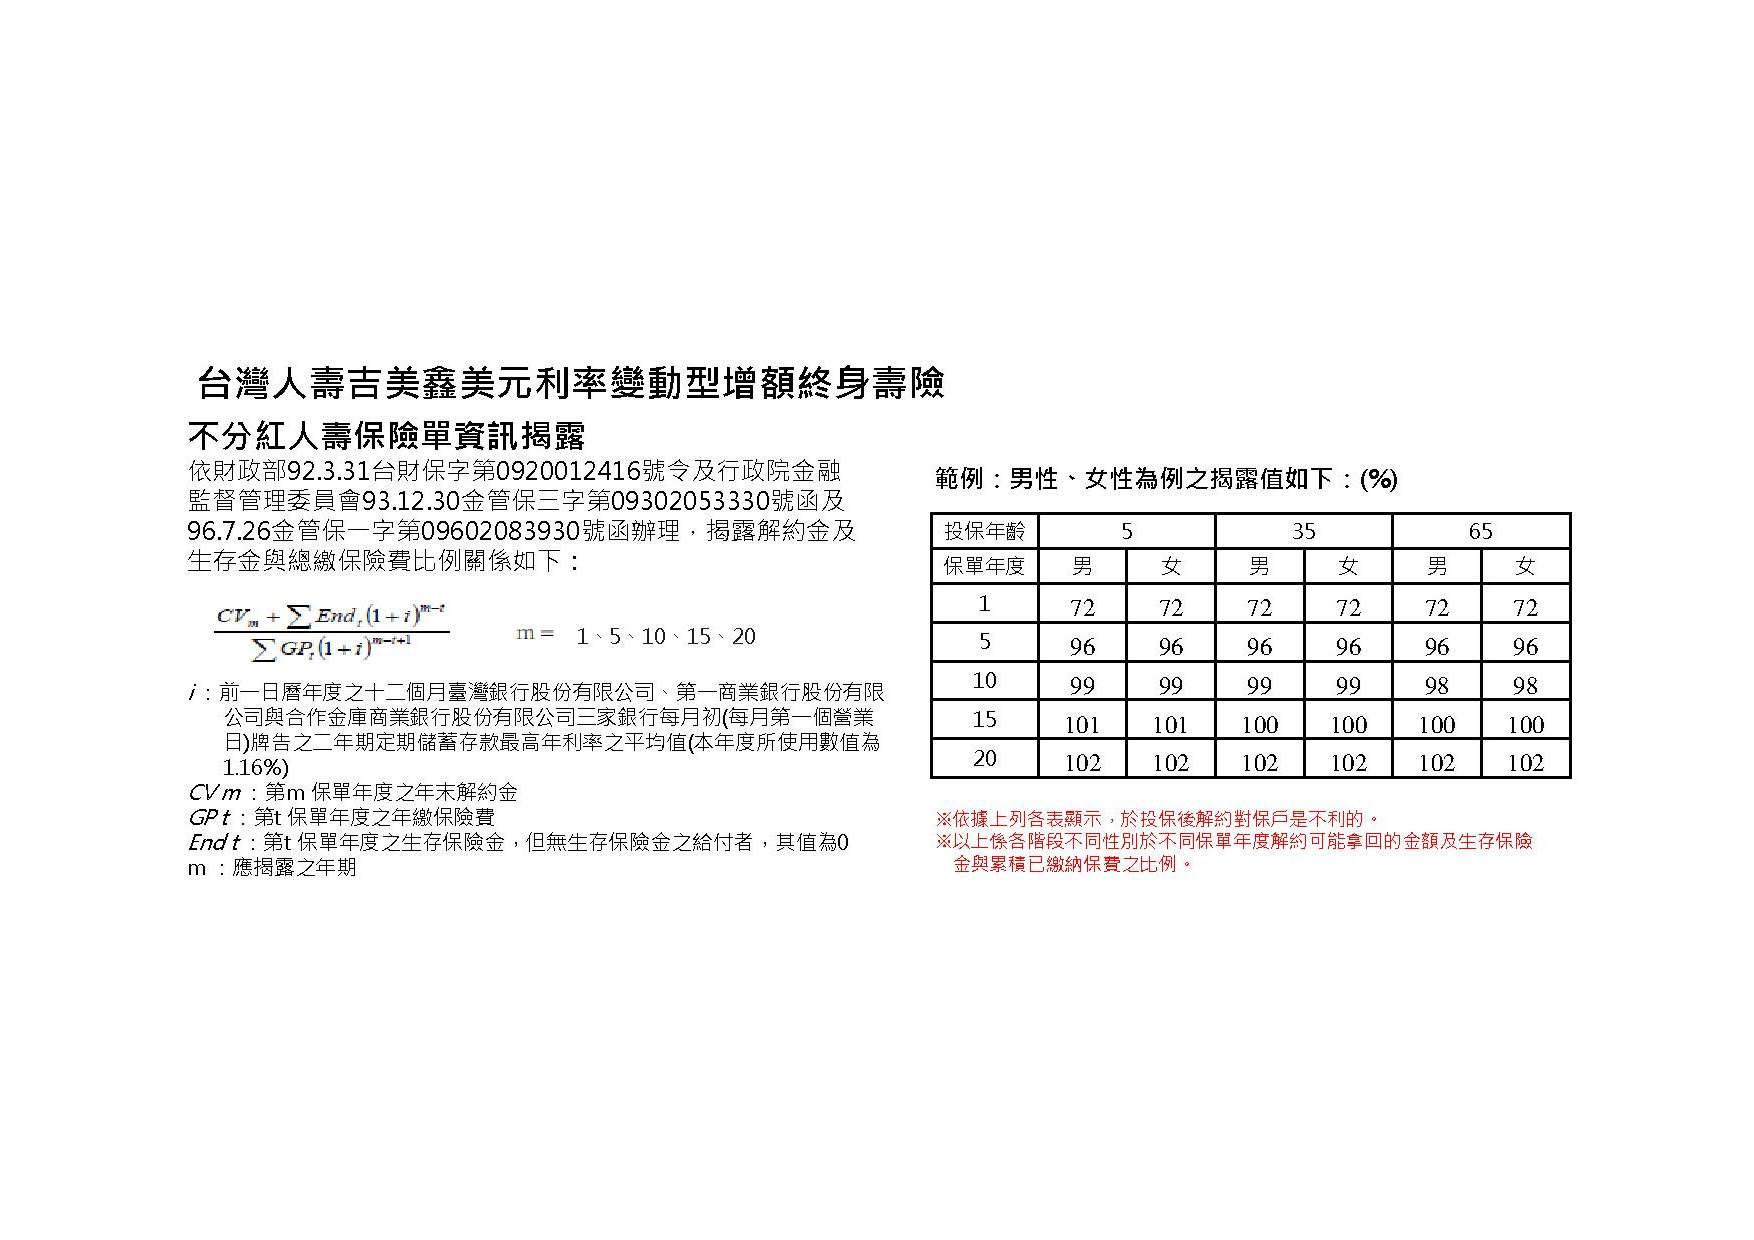 台灣人壽吉美鑫美元利率變動型增額終身壽險
不分紅人壽保險單資訊揭露
依財政部92.3.31台財保字第0920012416號令及行政院金融
監督管理委員會93.12.30金管保三字第09302053330號函及
96.7.26金管保一字第09602083930號函辦理，揭露解約金及
生存金與總繳保險費比例關係如下：
CVₘ + ∑ Endₜ (1+i)^(m−t)
∑ GPₜ (1+i)^(m−t+1)
m = 1、5、10、15、20
i：前一日曆年度之十二個月臺灣銀行股份有限公司、第一商業銀行股份有限
公司與合作金庫商業銀行股份有限公司三家銀行每月初(每月第一個營業
日)牌告之二年期定期儲蓄存款最高年利率之平均值(本年度所使用數值為
1.16%)
CV m：第m 保單年度之年末解約金
GP t：第t 保單年度之年繳保險費
End t：第t 保單年度之生存保險金，但無生存保險金之給付者，其值為0
m ：應揭露之年期
範例：男性、女性為例之揭露值如下：(%)
投保年齡 5 35 65
保單年度 男 女 男 女 男 女
1 72 72 72 72 72 72
5 96 96 96 96 96 96
10 99 99 99 99 98 98
15 101 101 100 100 100 100
20 102 102 102 102 102 102
※依據上列各表顯示，於投保後解約對保戶是不利的。
※以上係各階段不同性別於不同保單年度解約可能拿回的金額及生存保險
金與累積已繳納保費之比例。